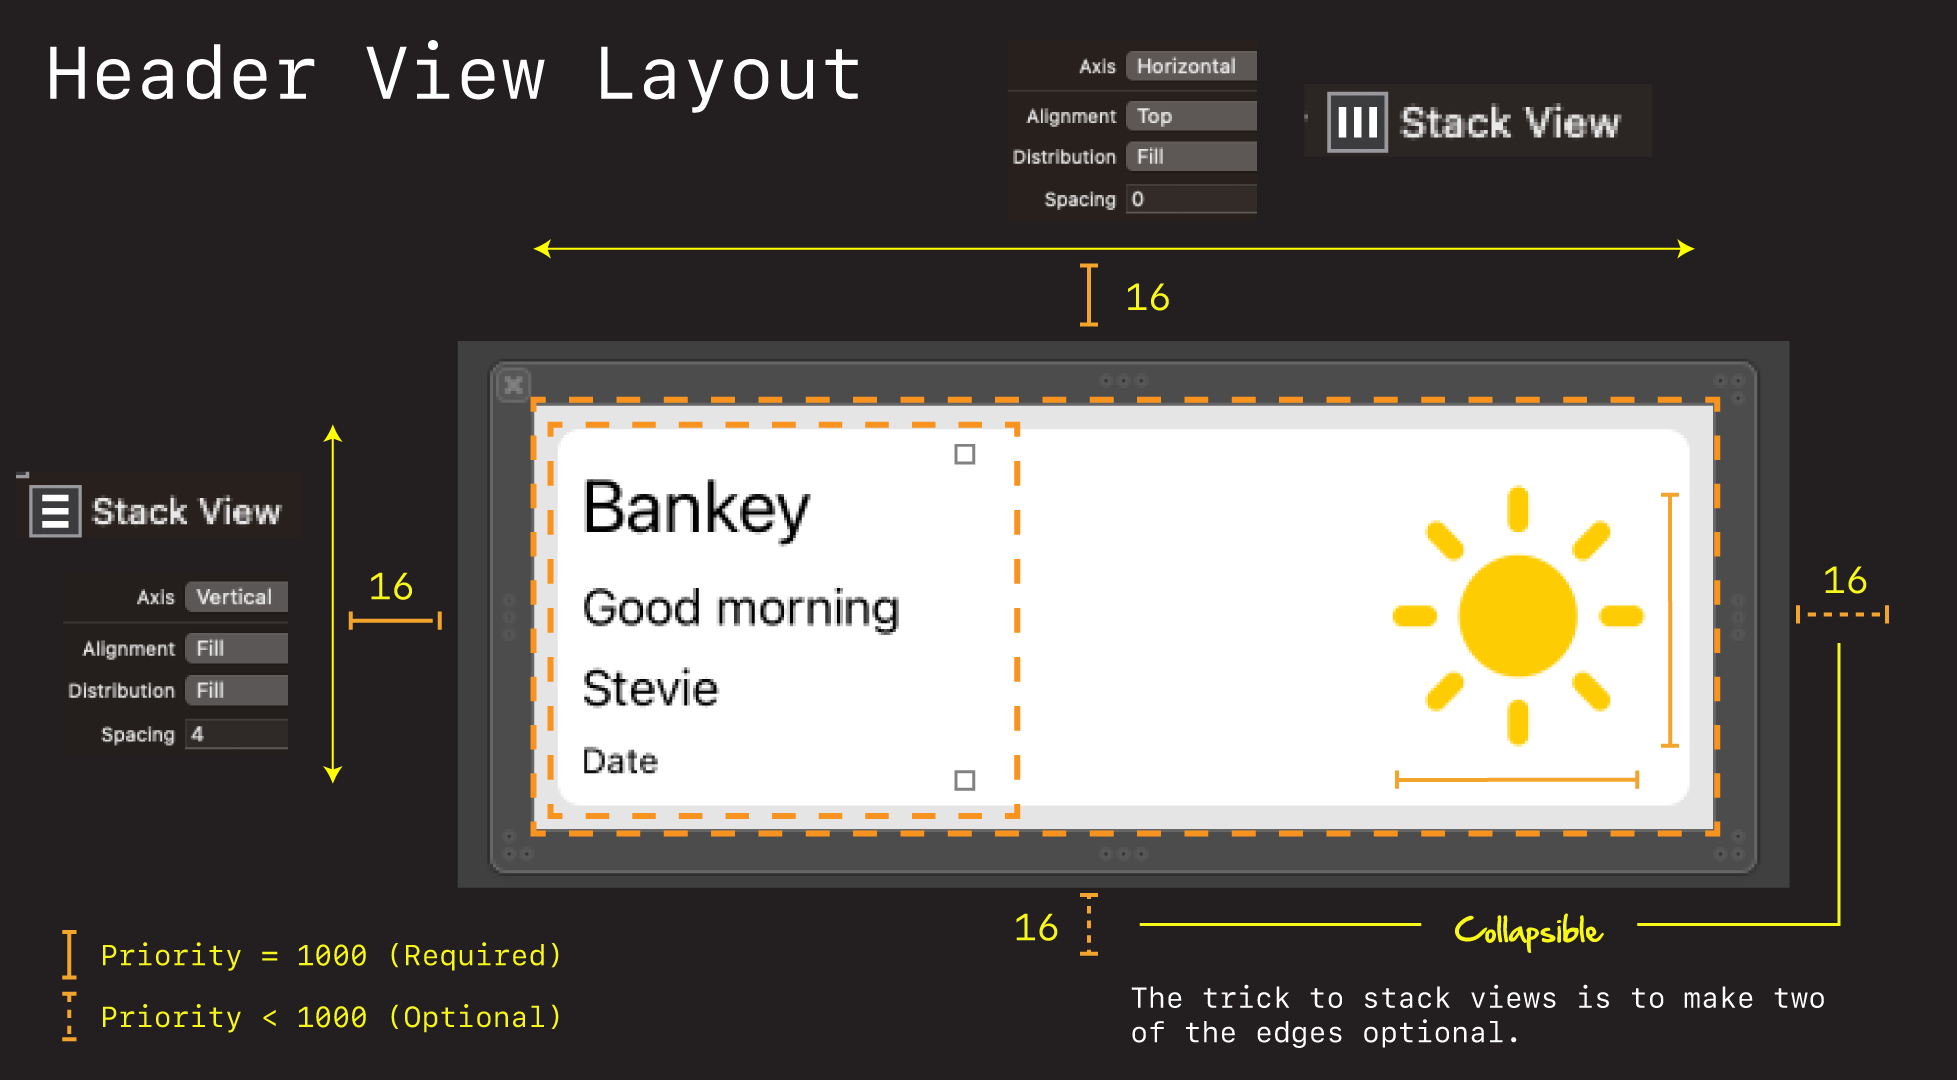 Header View Layout
Axis Horizontal
Alignment Top
Distribution Fill
Spacing 0
Stack View
16
Stack View
Axis Vertical
Alignment Fill
Distribution Fill
Spacing 4
16
Bankey
Good morning
Stevie
Date
16
16
Collapsible
Priority = 1000 (Required)
Priority < 1000 (Optional)
The trick to stack views is to make two
of the edges optional.